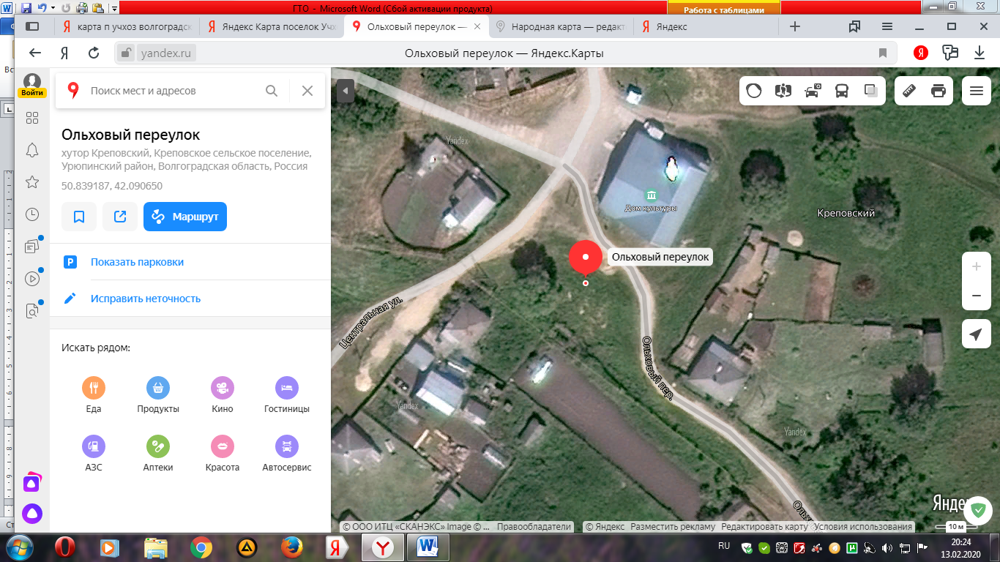 ГТО - Microsoft Word (Сбой активации продукта)
Работа с таблицами
карта п учхоз волгоградс
Яндекс Карта поселок Учх
Ольховый переулок —
Народная карта — редакт
Яндекс
yandex.ru
Ольховый переулок — Яндекс.Карты
Войти
Поиск мест и адресов
Ольховый переулок
хутор Креповский, Креповское сельское поселение,
Урюпинский район, Волгоградская область, Россия
50.839187, 42.090650
Маршрут
Показать парковки
Исправить неточность
Искать рядом:
Еда
Продукты
Кино
Гостиницы
АЗС
Аптеки
Красота
Автосервис
Yandex
Дом культуры
Креповский
Ольховый переулок
Центральная ул.
Ольховый пер.
Yandex
Yandex
Ольхо
Яндекс
10 м
© ООО ИТЦ «СКАНЭКС» Image © ... Правообладатели
© Яндекс Разместить рекламу Редактировать карту Условия использования
RU
20:24
13.02.2020